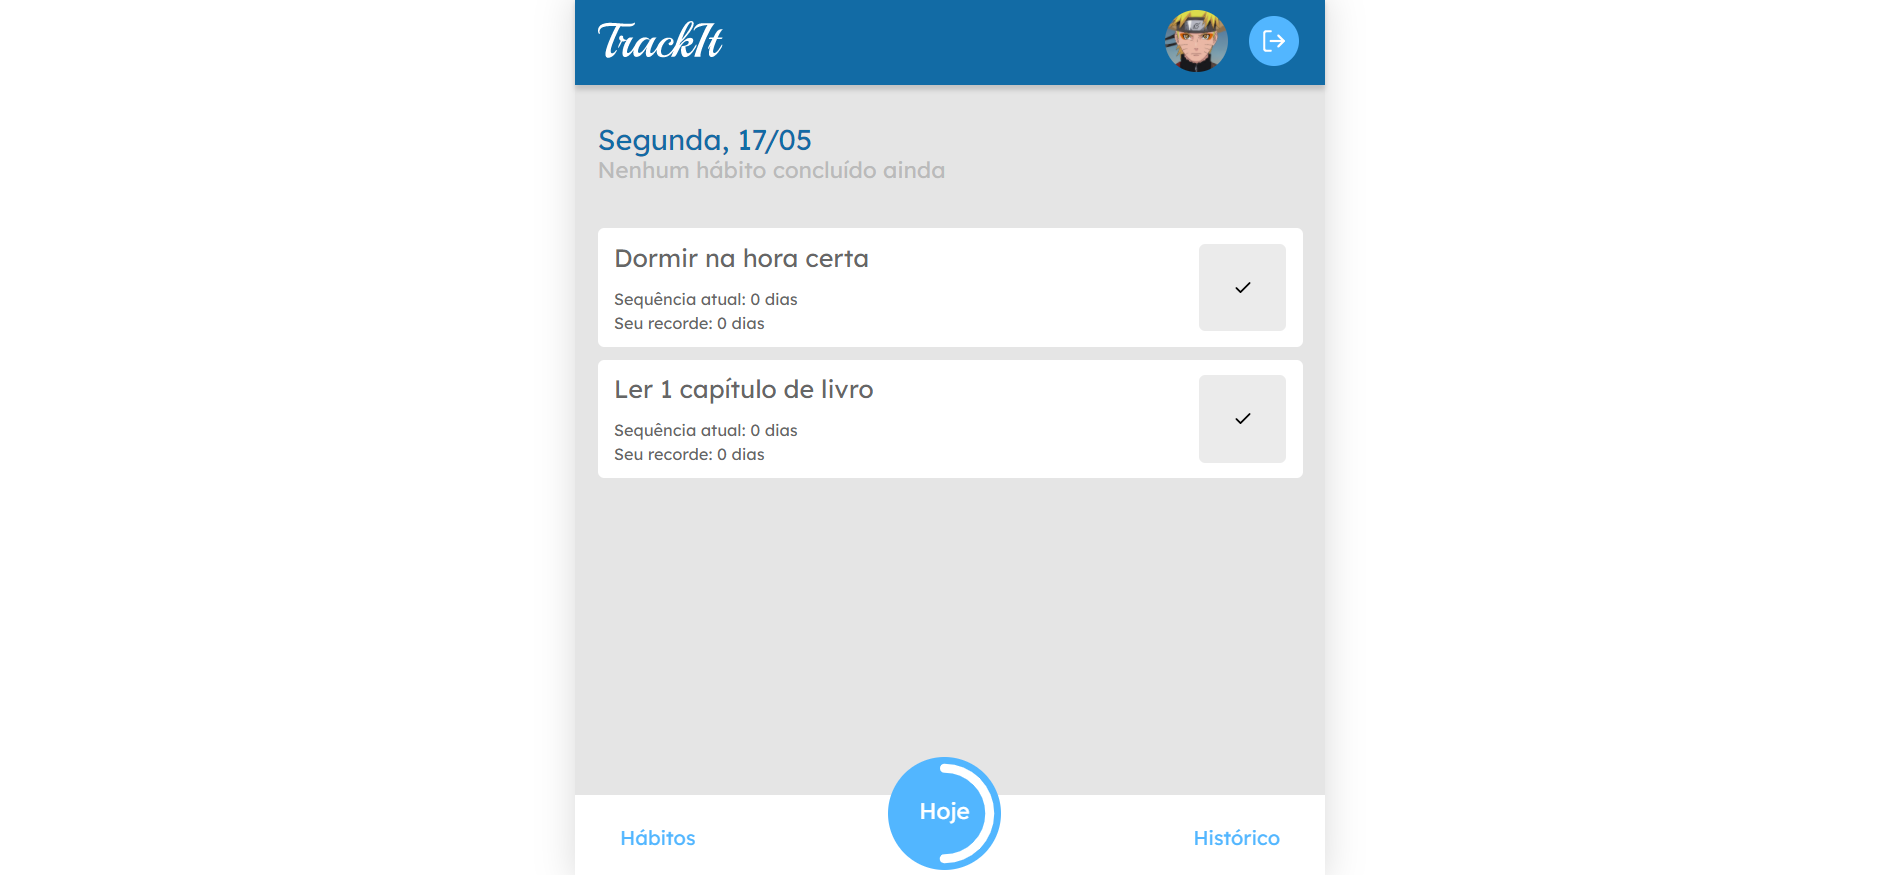 TrackIt
Segunda, 17/05
Nenhum hábito concluído ainda
Dormir na hora certa
Sequência atual: 0 dias
Seu recorde: 0 dias
Ler 1 capítulo de livro
Sequência atual: 0 dias
Seu recorde: 0 dias
Hábitos
Hoje
Histórico